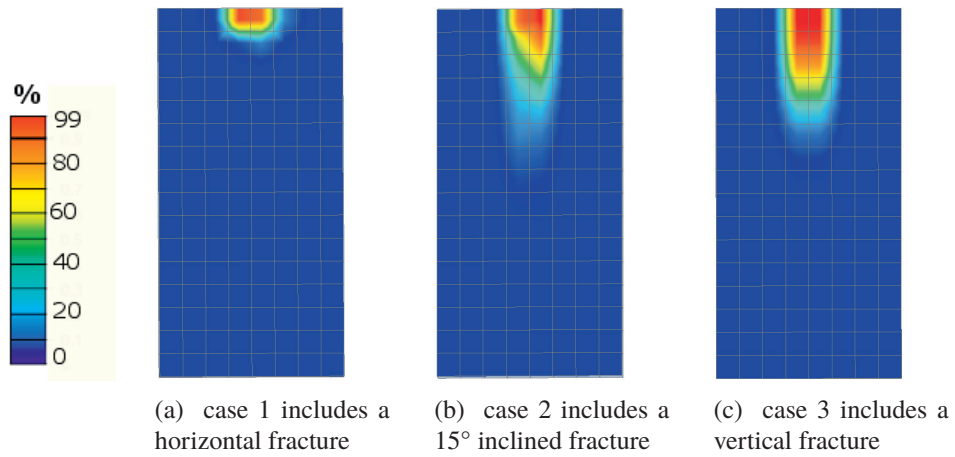 %
99
80
60
40
20
0
(a) case 1 includes a
horizontal fracture
(b) case 2 includes a
15° inclined fracture
(c) case 3 includes a
vertical fracture